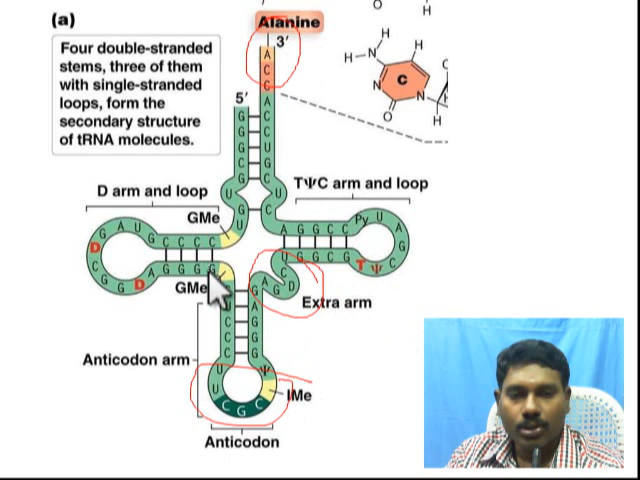 (a)
Alanine
3'
Four double-stranded
stems, three of them
with single-stranded
loops, form the
secondary structure
of tRNA molecules.
A
C
C
A
5'
G
G
G
C
G
U
G
U
C
C
U
G
C
U
C
D arm and loop
TΨC arm and loop
GMe
G A U G C C C C
D
C
G G D A G G G G
GMe
A G G C C Py U A
G
U G G C G T Ψ C
G A G D C
Extra arm
U
C
C
C
U
U
C G C
A
G
G
G
Ψ
Anticodon arm
IMe
Anticodon
O
H
H
H–N
H
N
C
N
O
H